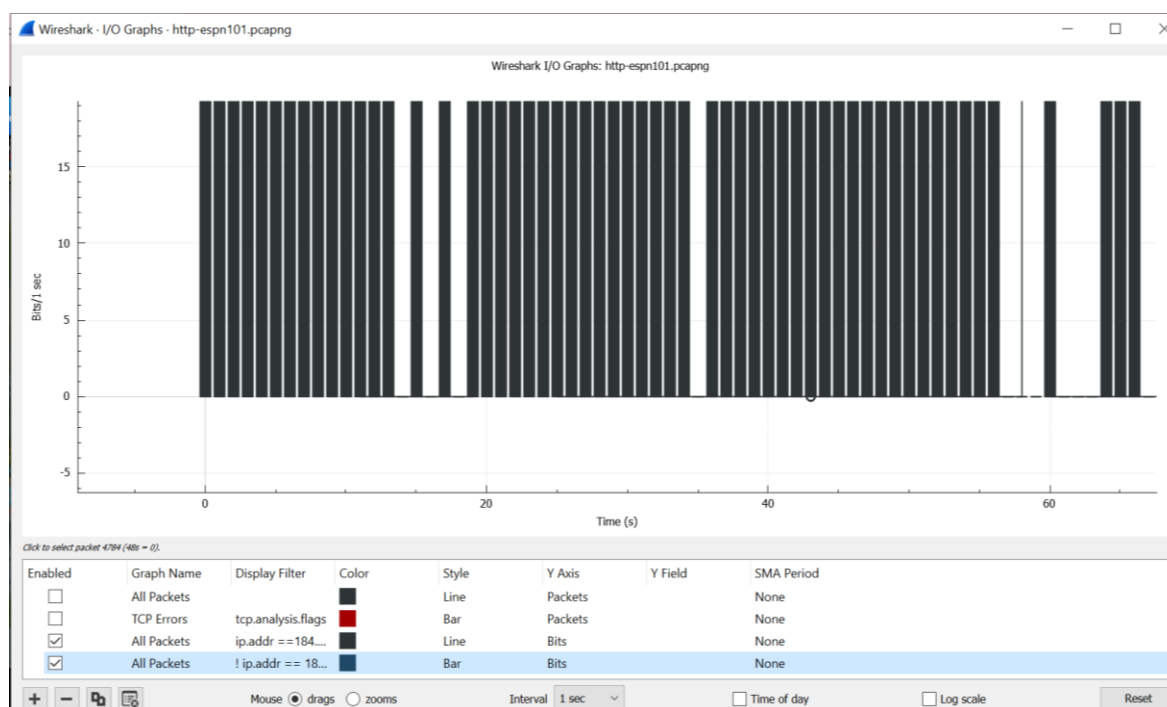 Wireshark · I/O Graphs · http-espn101.pcapng
Wireshark I/O Graphs: http-espn101.pcapng
Bits/1 sec
15
10
5
0
-5
0 20 40 60
Time (s)
Click to select packet 4784 (48s = 0).
Enabled Graph Name Display Filter Color Style Y Axis Y Field SMA Period
All Packets Line Packets None
TCP Errors tcp.analysis.flags Bar Packets None
All Packets ip.addr ==184.... Line Bits None
All Packets ! ip.addr == 18... Bar Bits None
+ − Mouse drags zooms Interval 1 sec Time of day Log scale Reset